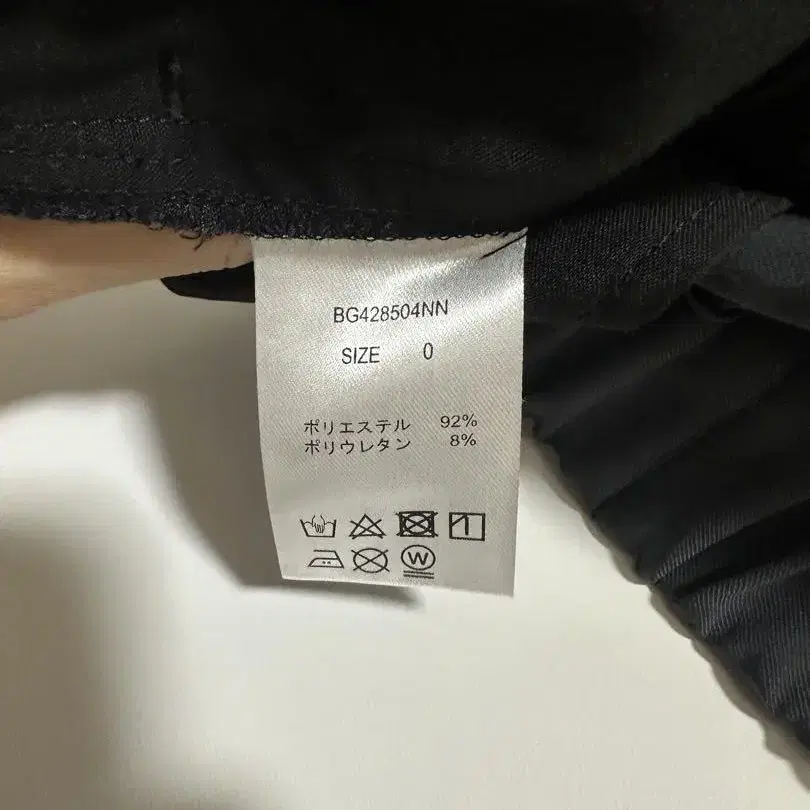 BG428504NN
SIZE 0
ポリエステル 92%
ポリウレタン 8%
W